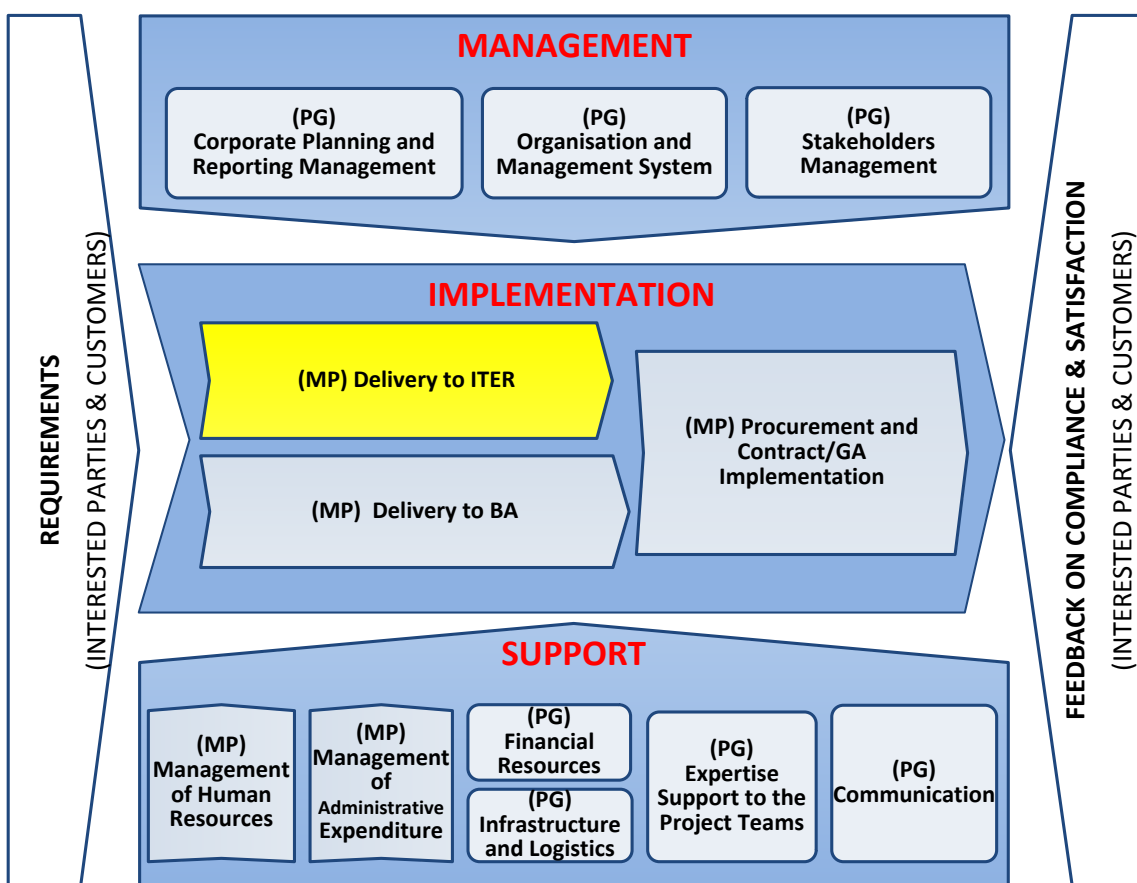 REQUIREMENTS
(INTERESTED PARTIES & CUSTOMERS)
MANAGEMENT
(PG)
Corporate Planning and
Reporting Management
(PG)
Organisation and
Management System
(PG)
Stakeholders
Management
IMPLEMENTATION
(MP) Delivery to ITER
(MP) Delivery to BA
(MP) Procurement and
Contract/GA
Implementation
SUPPORT
(MP)
Management
of Human
Resources
(MP)
Management
of
Administrative
Expenditure
(PG)
Financial
Resources
(PG)
Infrastructure
and Logistics
(PG)
Expertise
Support to the
Project Teams
(PG)
Communication
FEEDBACK ON COMPLIANCE & SATISFACTION
(INTERESTED PARTIES & CUSTOMERS)